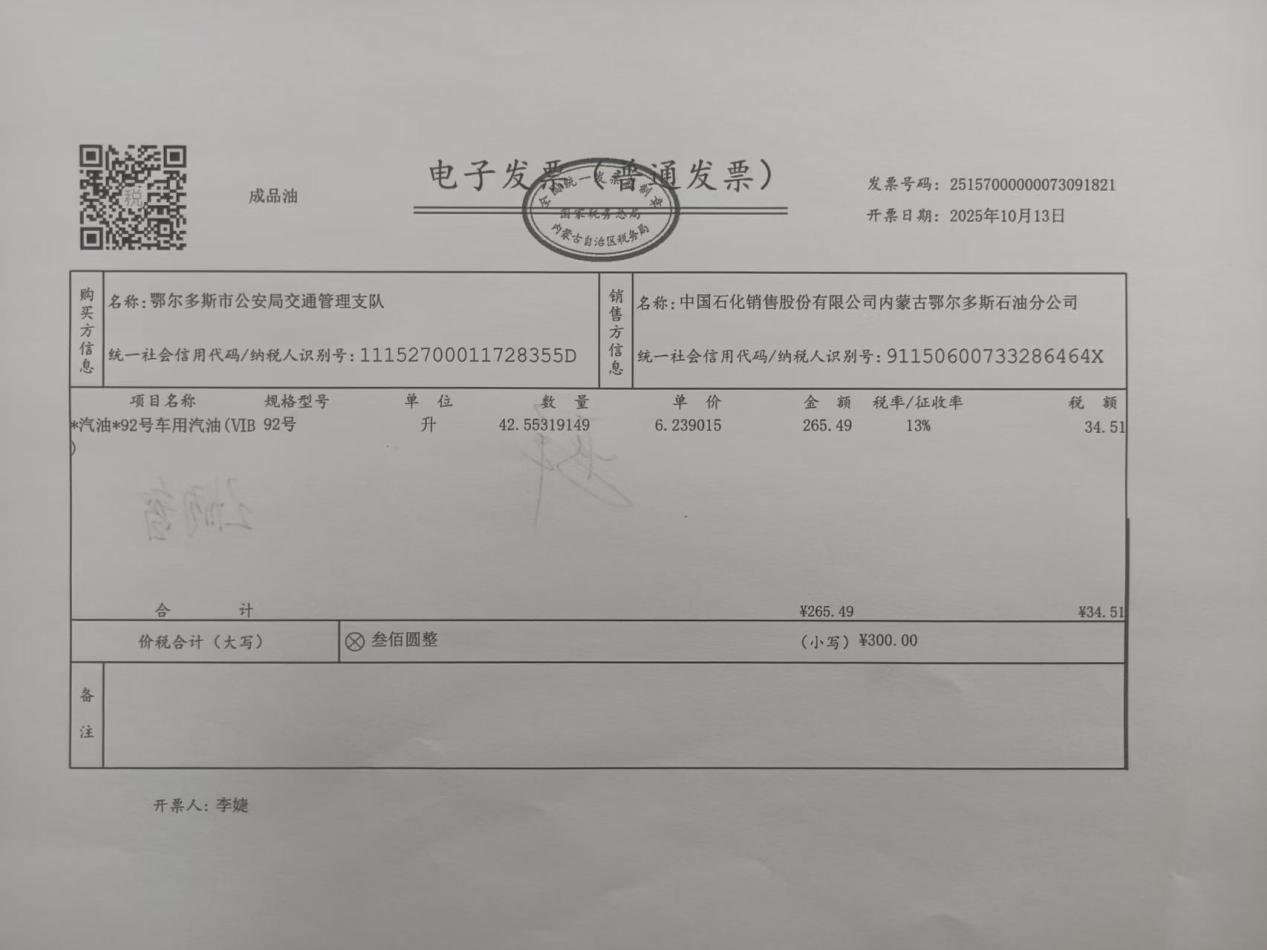 电子发票（普通发票）
全国统一发票监制章
国家税务总局
内蒙古自治区税务局
税
成品油
发票号码：25157000000073091821
开票日期：2025年10月13日
购买方信息
名称：鄂尔多斯市公安局交通管理支队
统一社会信用代码/纳税人识别号：11152700011728355D
销售方信息
名称：中国石化销售股份有限公司内蒙古鄂尔多斯石油分公司
统一社会信用代码/纳税人识别号：91150600733286464X
项目名称 规格型号 单位 数量 单价 金额 税率/征收率 税额
*汽油*92号车用汽油(VIB 92号 升 42.55319149 6.239015 265.49 13% 34.51
)
合计 ¥265.49 ¥34.51
价税合计（大写） ⊗ 叁佰圆整 （小写）¥300.00
备注
开票人：李婕